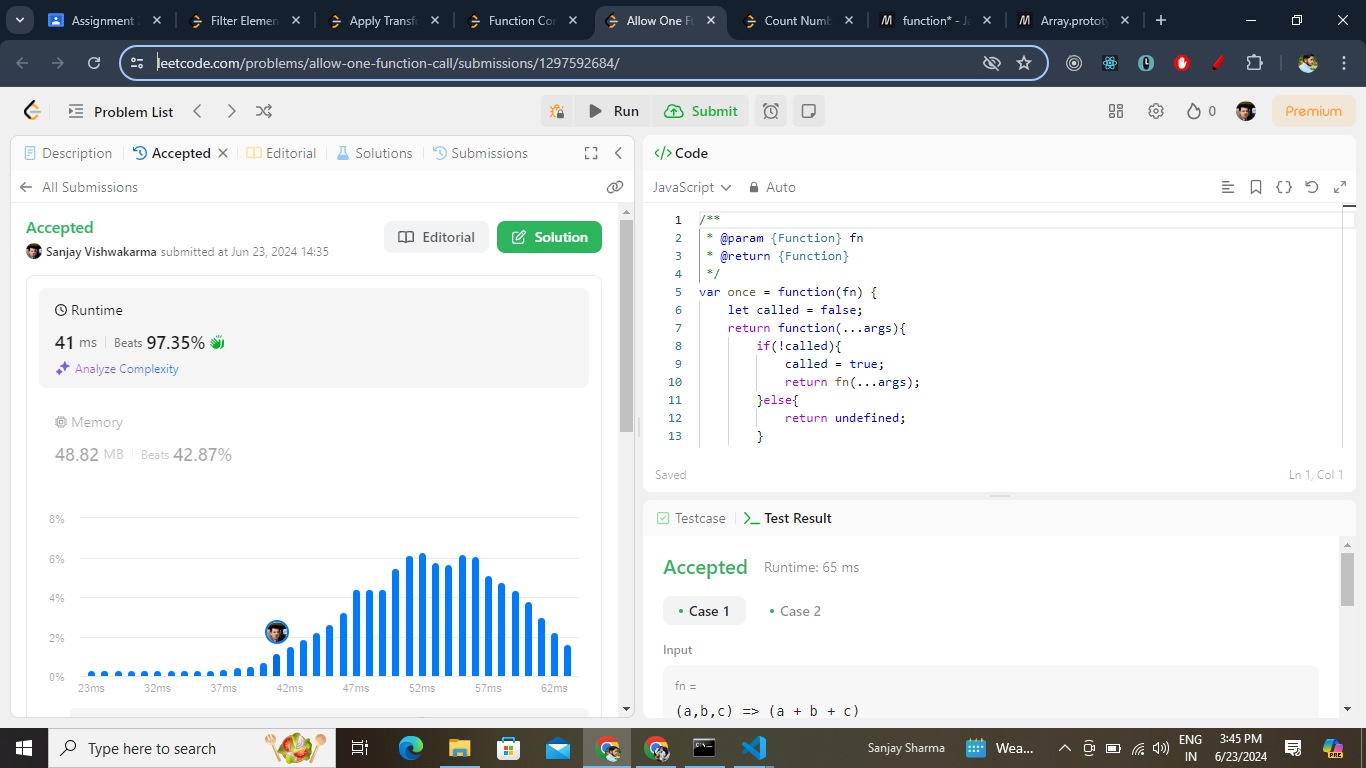 Assignment
Filter Elemen
Apply Transfo
Function Cor
Allow One Fu
Count Numb
function* - Ja
Array.prototy
leetcode.com/problems/allow-one-function-call/submissions/1297592684/
Problem List
Run
Submit
0
Premium
Description
Accepted
Editorial
Solutions
Submissions
All Submissions
Accepted
Sanjay Vishwakarma submitted at Jun 23, 2024 14:35
Editorial
Solution
Runtime
41 ms
Beats 97.35%
Analyze Complexity
Memory
48.82 MB
Beats 42.87%
8%
6%
4%
2%
0%
23ms
32ms
37ms
42ms
47ms
52ms
57ms
62ms
</> Code
JavaScript
Auto
1 /**
2 * @param {Function} fn
3 * @return {Function}
4 */
5 var once = function(fn) {
6 let called = false;
7 return function(...args){
8 if(!called){
9 called = true;
10 return fn(...args);
11 }else{
12 return undefined;
13 }
Saved
Ln 1, Col 1
Testcase
Test Result
Accepted
Runtime: 65 ms
Case 1
Case 2
Input
fn =
(a,b,c) => (a + b + c)
Type here to search
Sanjay Sharma
Wea...
ENG
IN
3:45 PM
6/23/2024
PRE